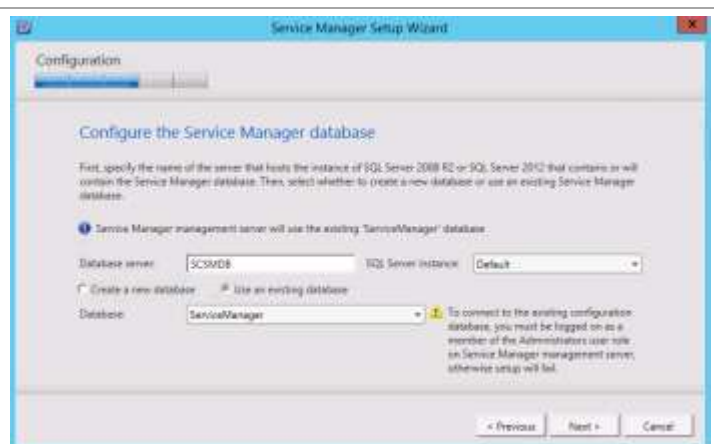 Service Manager Setup Wizard
Configuration
Configure the Service Manager database
First, specify the name of the server that hosts the instance of SQL Server 2008 R2 or SQL Server 2012 that contains or will
contain the Service Manager database. Then, select whether to create a new database or use an existing Service Manager
database.
Service Manager management server will use the existing 'ServiceManager' database
Database server: SCSMDB SQL Server instance: Default
Create a new database Use an existing database
Database: ServiceManager To connect to the existing configuration
database, you must be logged on as a
member of the Administrators user role
on Service Manager management server,
otherwise setup will fail.
< Previous Next > Cancel